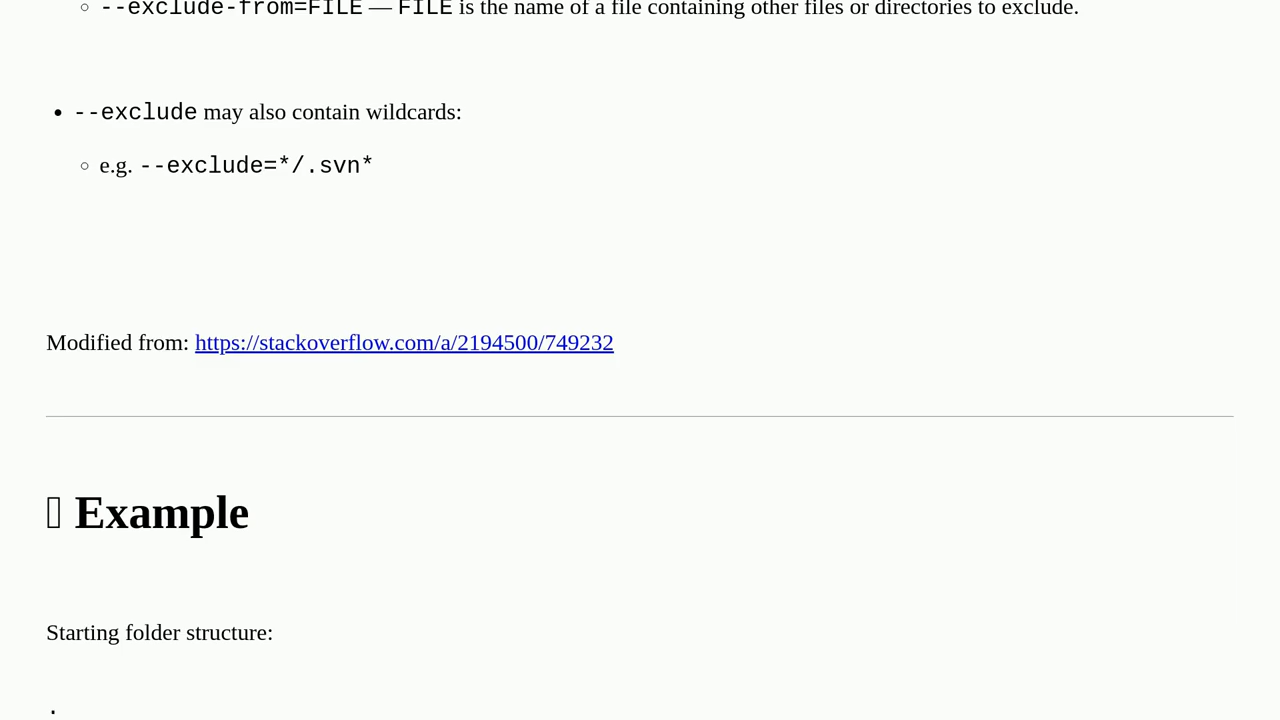 --exclude-from=FILE — FILE is the name of a file containing other files or directories to exclude.
--exclude may also contain wildcards:
e.g. --exclude=*/.svn*
Modified from: https://stackoverflow.com/a/2194500/749232
Example
Starting folder structure:
.